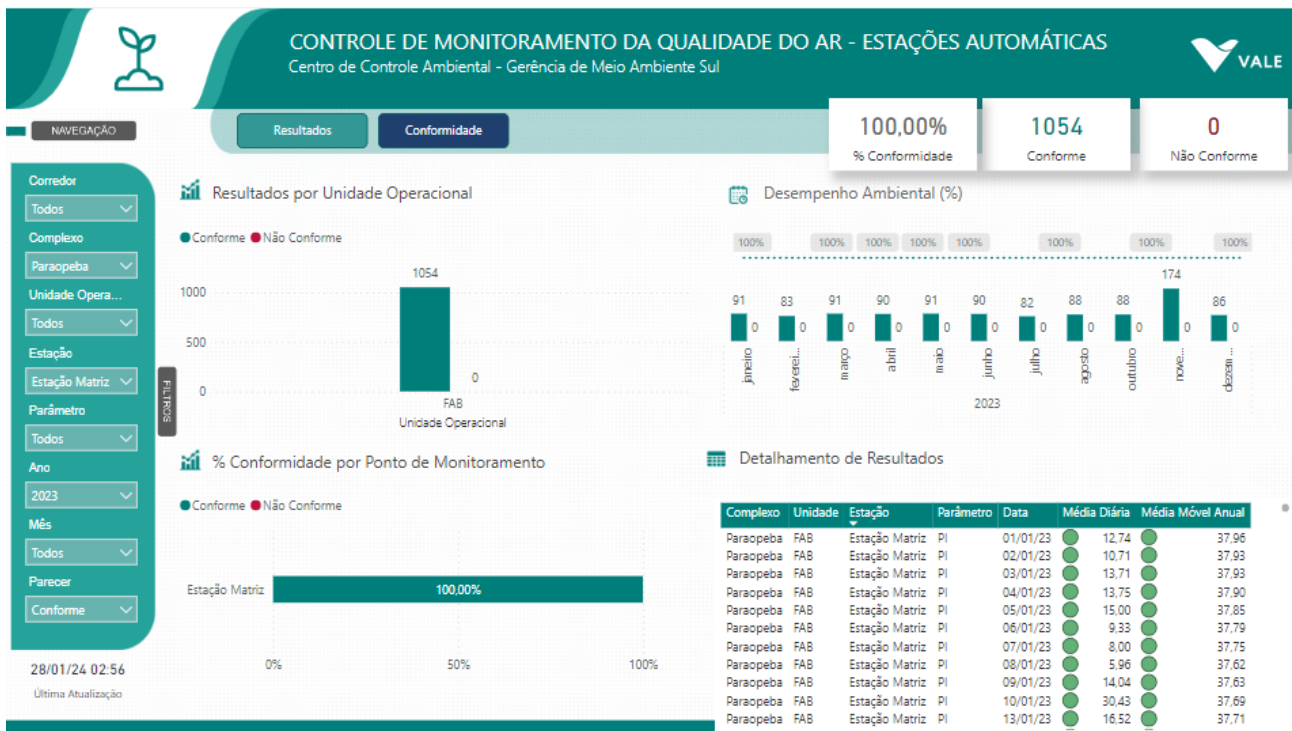 CONTROLE DE MONITORAMENTO DA QUALIDADE DO AR - ESTAÇÕES AUTOMÁTICAS
Centro de Controle Ambiental - Gerência de Meio Ambiente Sul
VALE
NAVEGAÇÃO
Resultados
Conformidade
100,00%
% Conformidade
1054
Conforme
0
Não Conforme
Corredor
Todos
Complexo
Paraopeba
Unidade Opera...
Todos
Estação
Estação Matriz
Parâmetro
Todos
Ano
2023
Mês
Todos
Parecer
Conforme
28/01/24 02:56
Última Atualização
FILTROS
Resultados por Unidade Operacional
Conforme Não Conforme
1000
500
0
1054
0
FAB
Unidade Operacional
Desempenho Ambiental (%)
100% 100% 100% 100% 100% 100% 100% 100%
91 0 83 0 91 0 90 0 91 0 90 0 82 0 88 0 88 0 174 0 86 0
janeiro feverei... março abril maio junho julho agosto outubro nove... dezem...
2023
% Conformidade por Ponto de Monitoramento
Conforme Não Conforme
Estação Matriz 100,00%
0% 50% 100%
Detalhamento de Resultados
Complexo Unidade Estação Parâmetro Data Média Diária Média Móvel Anual
Paraopeba FAB Estação Matriz PI 01/01/23 12,74 37,96
Paraopeba FAB Estação Matriz PI 02/01/23 10,71 37,93
Paraopeba FAB Estação Matriz PI 03/01/23 13,71 37,93
Paraopeba FAB Estação Matriz PI 04/01/23 13,75 37,90
Paraopeba FAB Estação Matriz PI 05/01/23 15,00 37,85
Paraopeba FAB Estação Matriz PI 06/01/23 9,33 37,79
Paraopeba FAB Estação Matriz PI 07/01/23 8,00 37,75
Paraopeba FAB Estação Matriz PI 08/01/23 5,96 37,62
Paraopeba FAB Estação Matriz PI 09/01/23 14,04 37,63
Paraopeba FAB Estação Matriz PI 10/01/23 30,43 37,69
Paraopeba FAB Estação Matriz PI 13/01/23 16,52 37,71